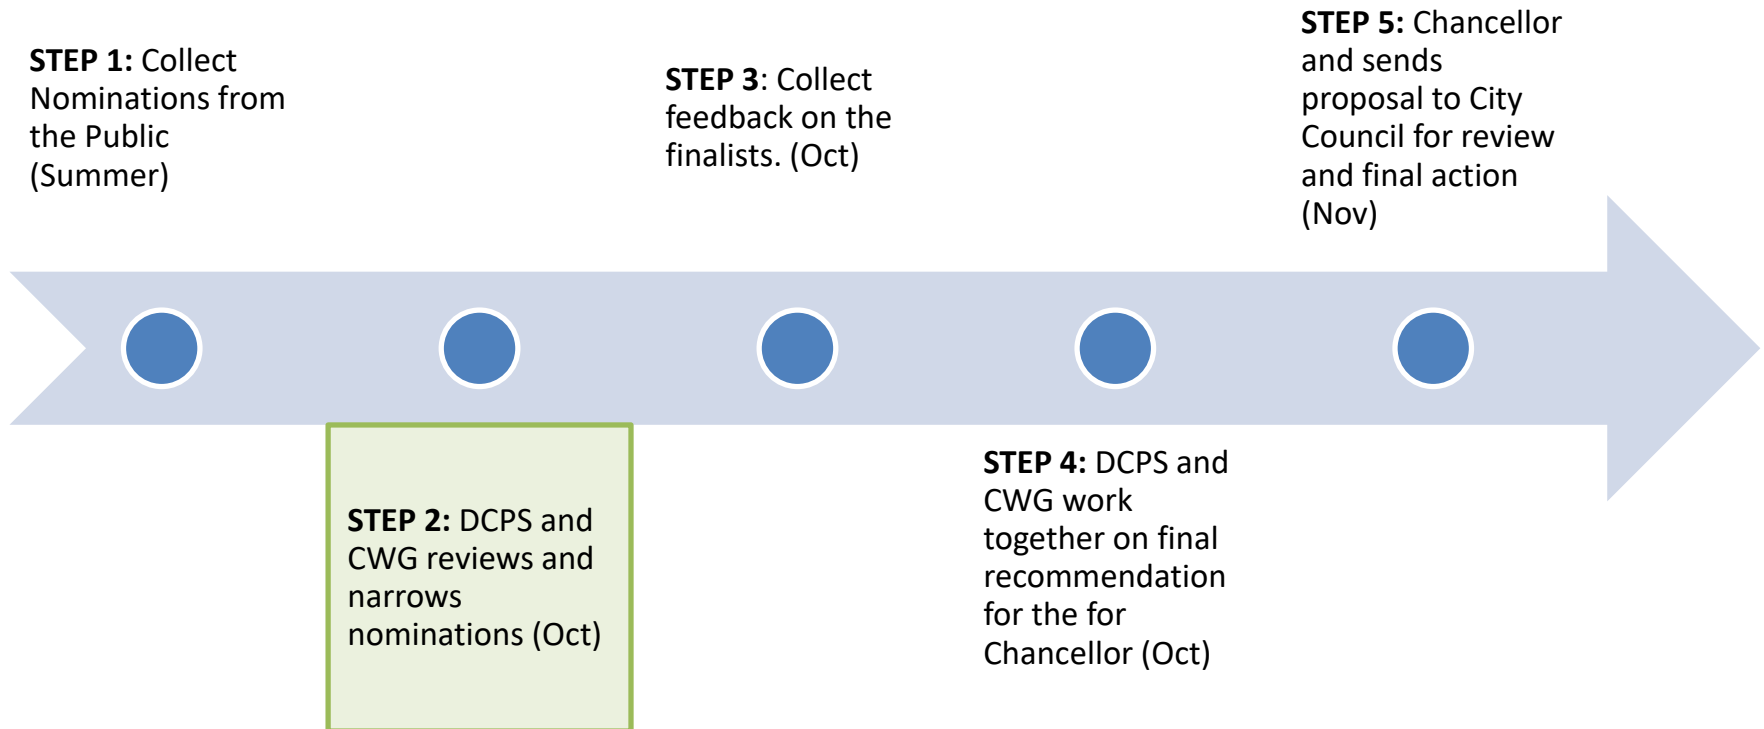 STEP 1: Collect
Nominations from
the Public
(Summer)
STEP 2: DCPS and
CWG reviews and
narrows
nominations (Oct)
STEP 3: Collect
feedback on the
finalists. (Oct)
STEP 4: DCPS and
CWG work
together on final
recommendation
for the for
Chancellor (Oct)
STEP 5: Chancellor
and sends
proposal to City
Council for review
and final action
(Nov)